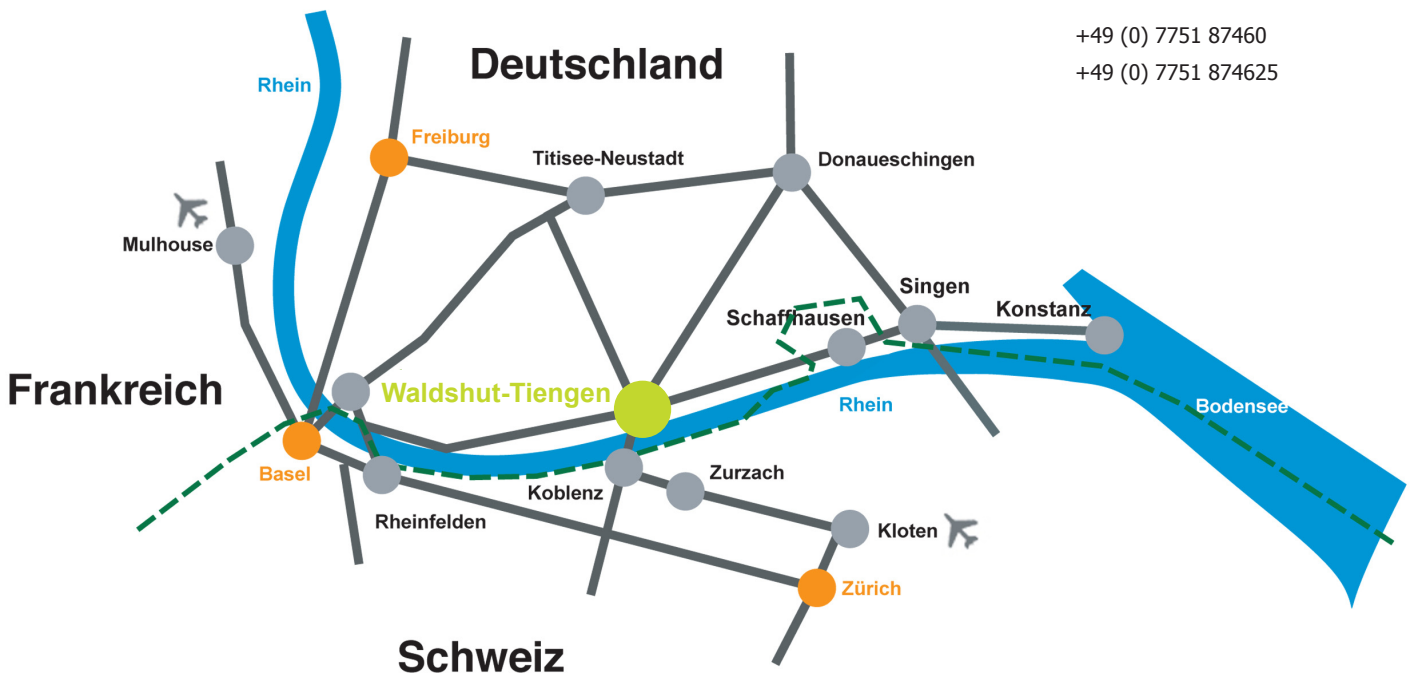 +49 (0) 7751 87460
Deutschland
+49 (0) 7751 874625
Rhein
Freiburg
Titisee-Neustadt
Donaueschingen
Mulhouse
Singen
Konstanz
Schaffhausen
Frankreich
Waldshut-Tiengen
Rhein
Bodensee
Basel
Zurzach
Koblenz
Rheinfelden
Kloten
Zürich
Schweiz